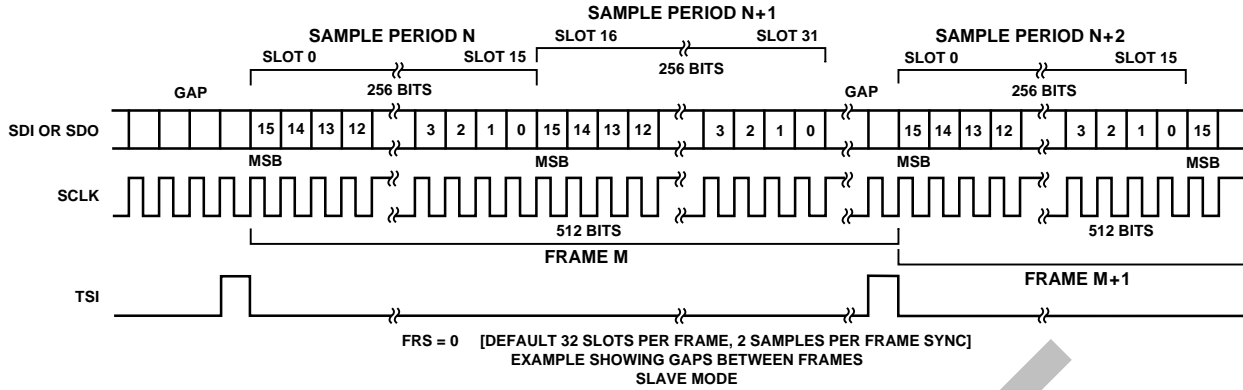 SAMPLE PERIOD N+1
SAMPLE PERIOD N
SLOT 16
SLOT 31
SAMPLE PERIOD N+2
SLOT 0
SLOT 15
256 BITS
SLOT 0
SLOT 15
GAP
256 BITS
GAP
256 BITS
SDI OR SDO
15 14 13 12 3 2 1 0 15 14 13 12 3 2 1 0 15 14 13 12 3 2 1 0 15
MSB
MSB
MSB
MSB
SCLK
512 BITS
512 BITS
FRAME M
FRAME M+1
TSI
FRS = 0 [DEFAULT 32 SLOTS PER FRAME, 2 SAMPLES PER FRAME SYNC]
EXAMPLE SHOWING GAPS BETWEEN FRAMES
SLAVE MODE